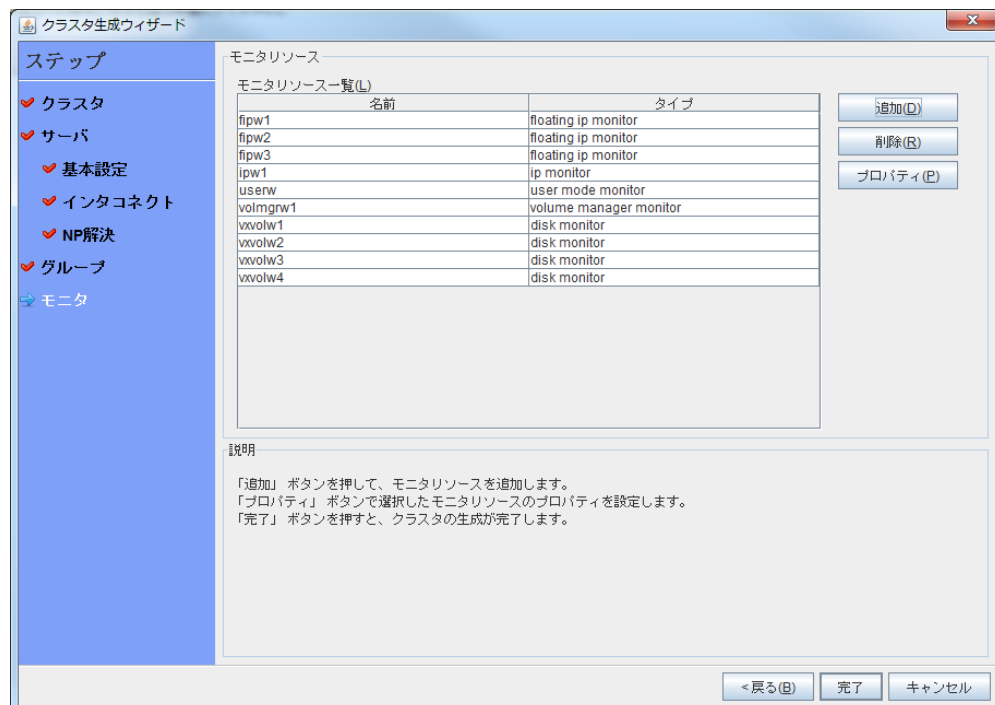 クラスタ生成ウィザード
ステップ
クラスタ
サーバ
基本設定
インタコネクト
NP解決
グループ
モニタ
モニタリソース
モニタリソース一覧(L)
名前 タイプ
fipw1 floating ip monitor
fipw2 floating ip monitor
fipw3 floating ip monitor
ipw1 ip monitor
userw user mode monitor
volmgrw1 volume manager monitor
vxvolw1 disk monitor
vxvolw2 disk monitor
vxvolw3 disk monitor
vxvolw4 disk monitor
追加(D)
削除(R)
プロパティ(P)
説明
「追加」 ボタンを押して、モニタリソースを追加します。
「プロパティ」 ボタンで選択したモニタリソースのプロパティを設定します。
「完了」 ボタンを押すと、クラスタの生成が完了します。
<戻る(B) 完了 キャンセル